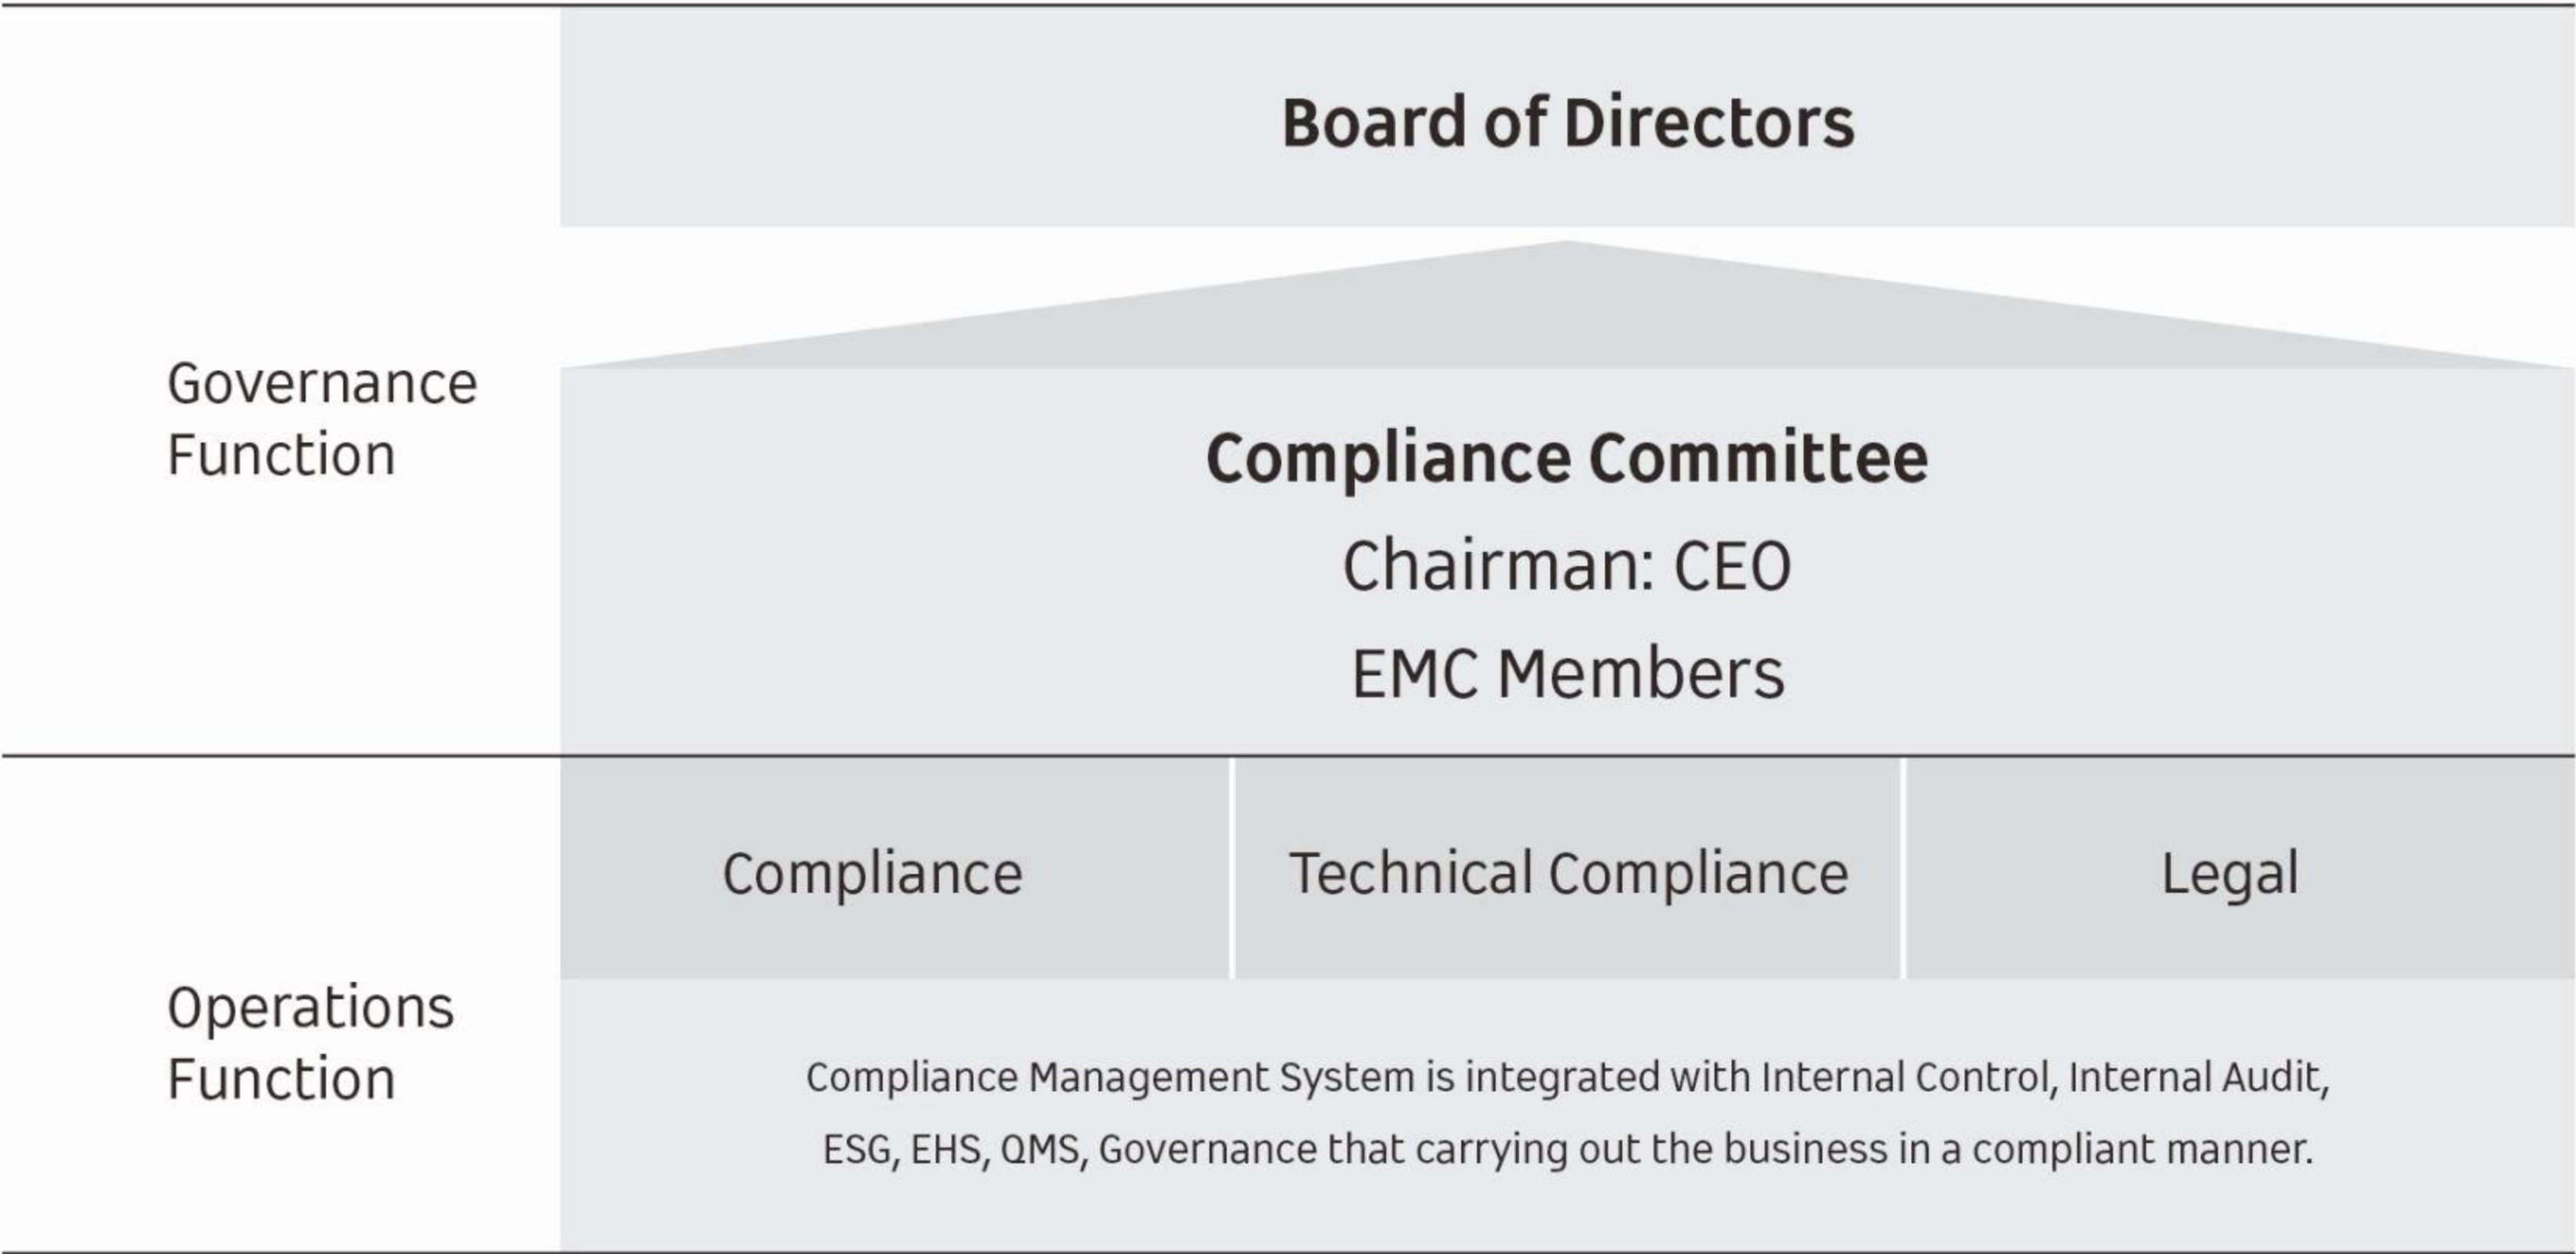 Board of Directors
Governance
Function
Compliance Committee
Chairman: CEO
EMC Members
Compliance
Technical Compliance
Legal
Operations
Function
Compliance Management System is integrated with Internal Control, Internal Audit,
ESG, EHS, QMS, Governance that carrying out the business in a compliant manner.